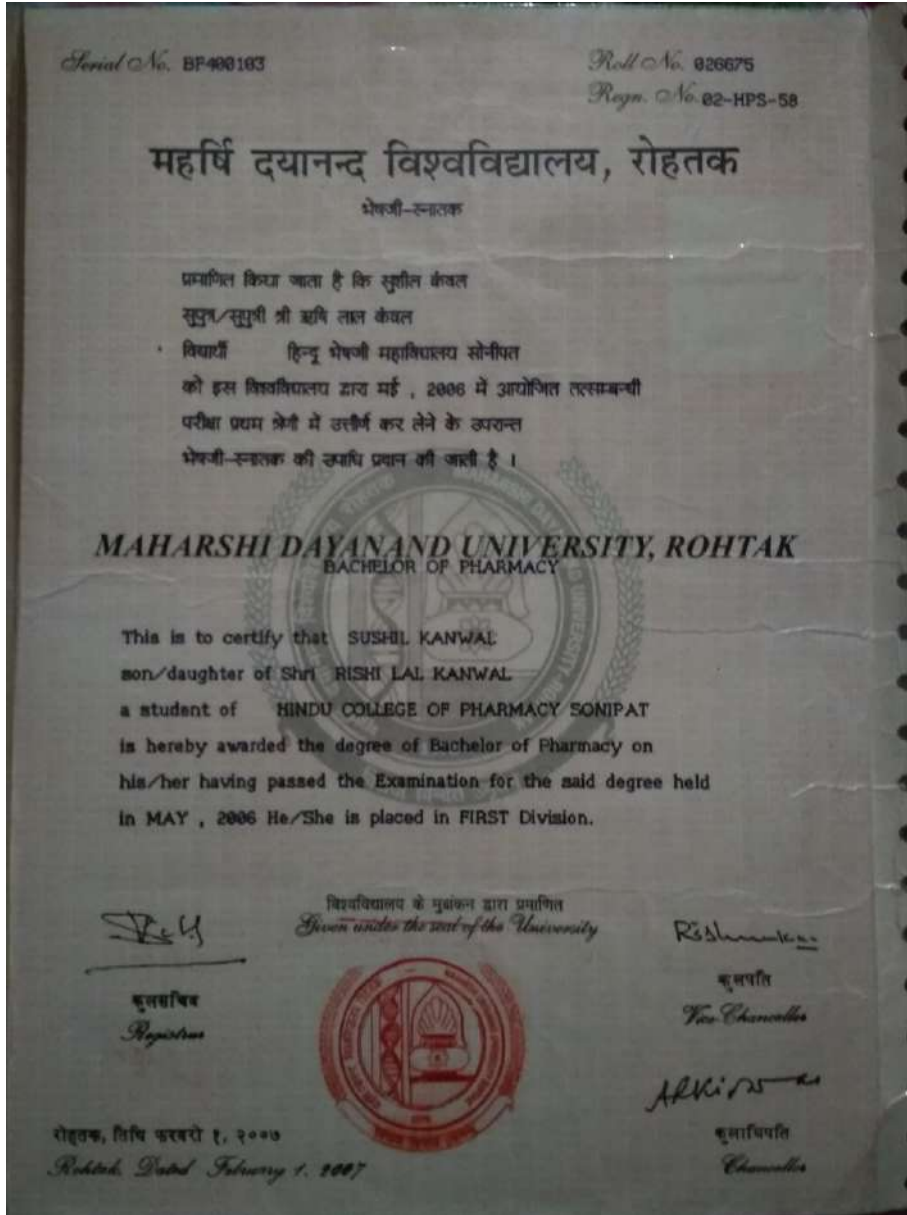 Serial No. BP400103
Roll No. 026675
Regn. No. 02-HPS-58
महर्षि दयानन्द विश्वविद्यालय, रोहतक
भेषजी-स्नातक
प्रमाणित किया जाता है कि सुशील कंवल
सुपुत्र/सुपुत्री श्री ऋषि लाल कंवल
विद्यार्थी हिन्दू भेषजी महाविद्यालय सोनीपत
को इस विश्वविद्यालय द्वारा मई , 2006 में आयोजित तत्सम्बन्धी
परीक्षा प्रथम श्रेणी में उत्तीर्ण कर लेने के उपरान्त
भेषजी-स्नातक की उपाधि प्रदान की जाती है ।
MAHARSHI DAYANAND UNIVERSITY, ROHTAK
BACHELOR OF PHARMACY
This is to certify that SUSHIL KANWAL
son/daughter of Shri RISHI LAL KANWAL
a student of HINDU COLLEGE OF PHARMACY SONIPAT
is hereby awarded the degree of Bachelor of Pharmacy on
his/her having passed the Examination for the said degree held
in MAY , 2006 He/She is placed in FIRST Division.
विश्वविद्यालय के मुद्रांकन द्वारा प्रमाणित
Given under the seal of the University
कुलसचिव
Registrar
कुलपति
Vice-Chancellor
रोहतक, तिथि फरवरी १, २००७
Rohtak, Dated February 1, 2007
कुलाधिपति
Chancellor